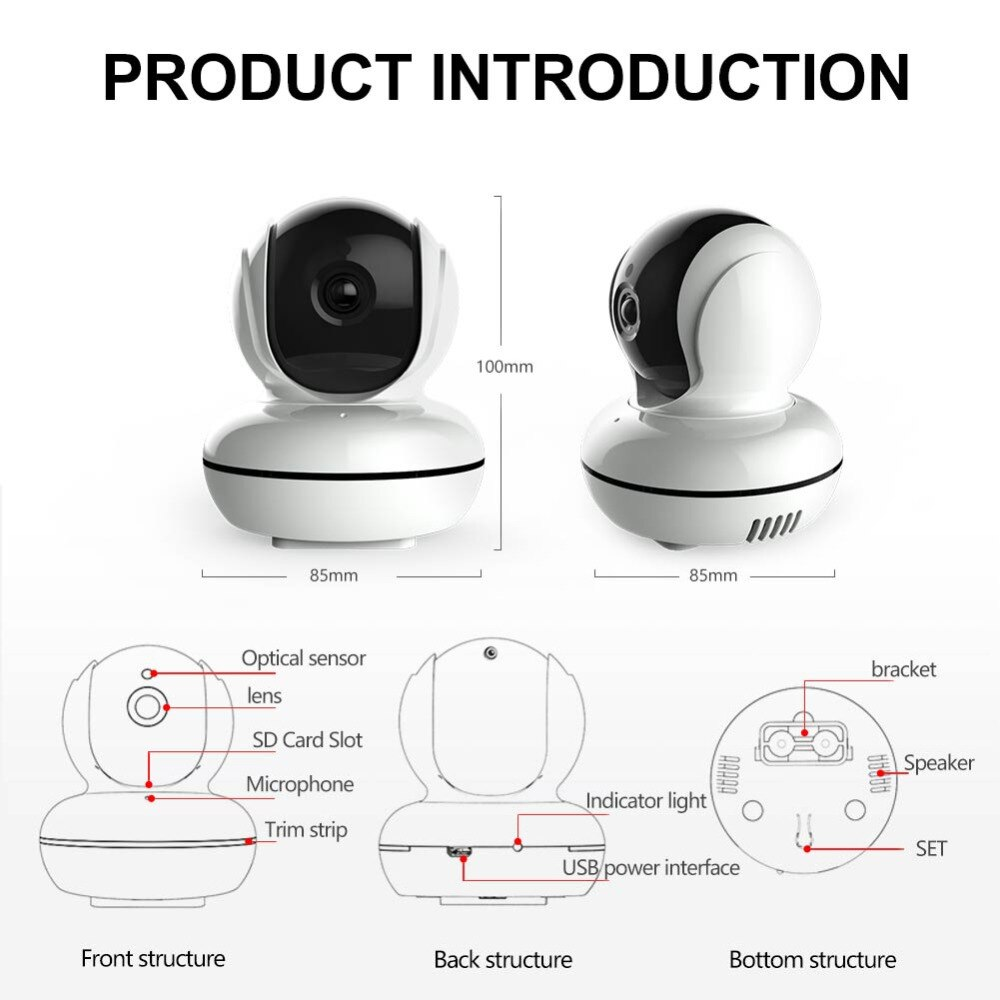 PRODUCT INTRODUCTION
100mm
85mm
85mm
Optical sensor
lens
SD Card Slot
Microphone
Trim strip
Indicator light
USB power interface
bracket
Speaker
SET
Front structure
Back structure
Bottom structure